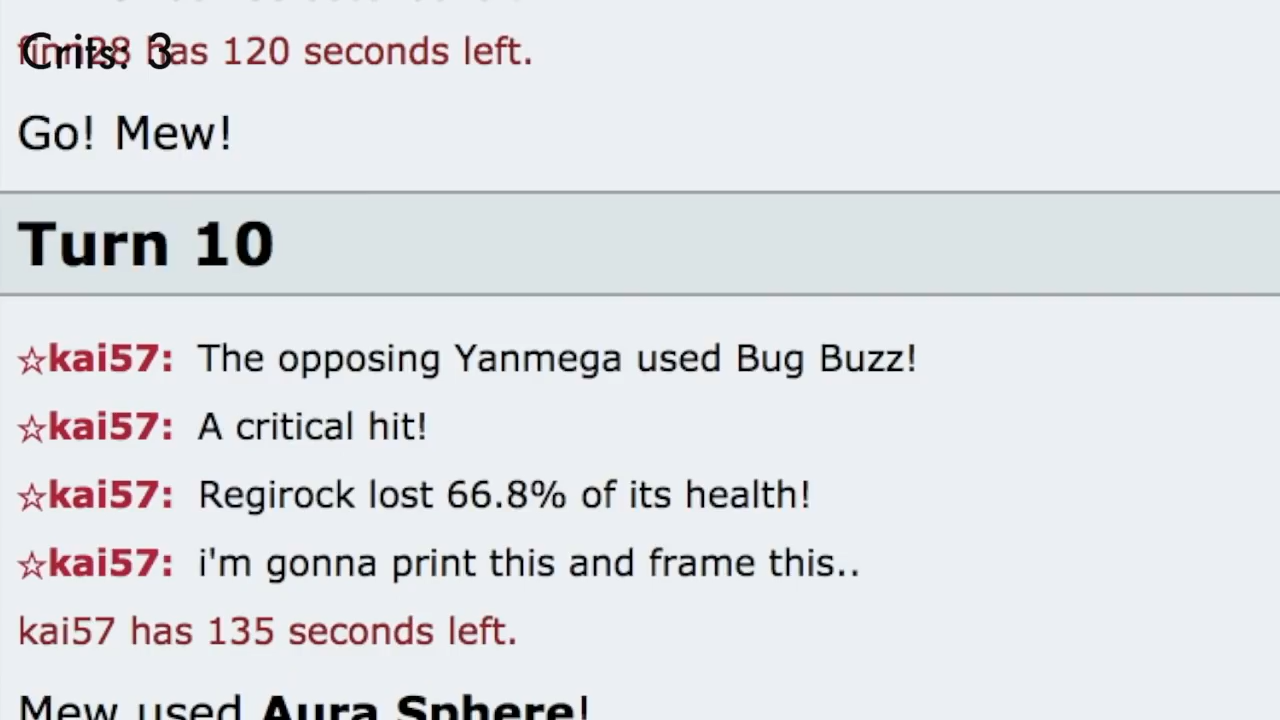 finn28 has 120 seconds left.
Crits: 3
Go! Mew!
Turn 10
☆kai57: The opposing Yanmega used Bug Buzz!
☆kai57: A critical hit!
☆kai57: Regirock lost 66.8% of its health!
☆kai57: i'm gonna print this and frame this..
kai57 has 135 seconds left.
Mew used Aura Sphere!